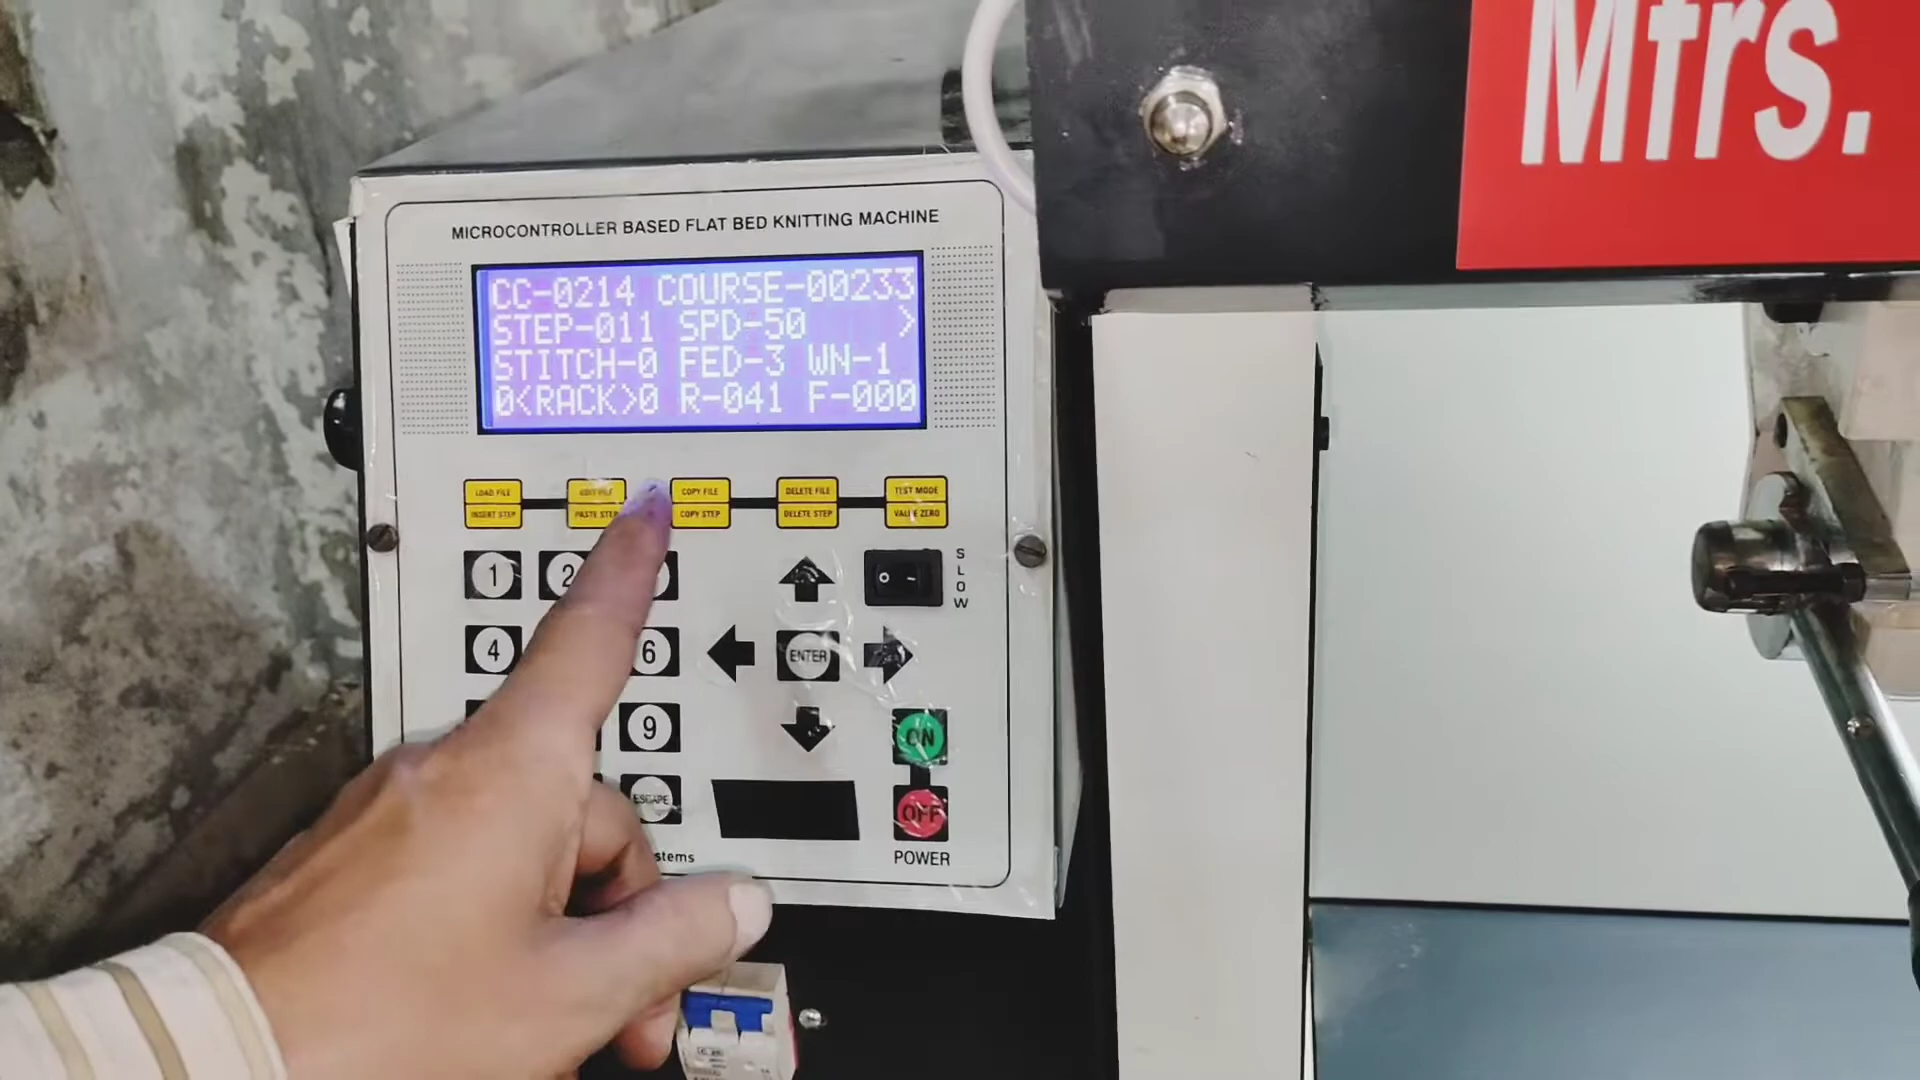 Mfrs.
MICROCONTROLLER BASED FLAT BED KNITTING MACHINE
CC-0214 COURSE-00233
STEP-011 SPD-50 >
STITCH-0 FED-3 WN-1
0<RACK>0 R-041 F-000
LOAD FILE EDIT FILE COPY FILE DELETE FILE TEST MODE
INSERT STEP PASTE STEP COPY STEP DELETE STEP VALUE ZERO
1 2
SLOW
4 6
ENTER
9
ON
ESCAPE
OFF
stems
POWER